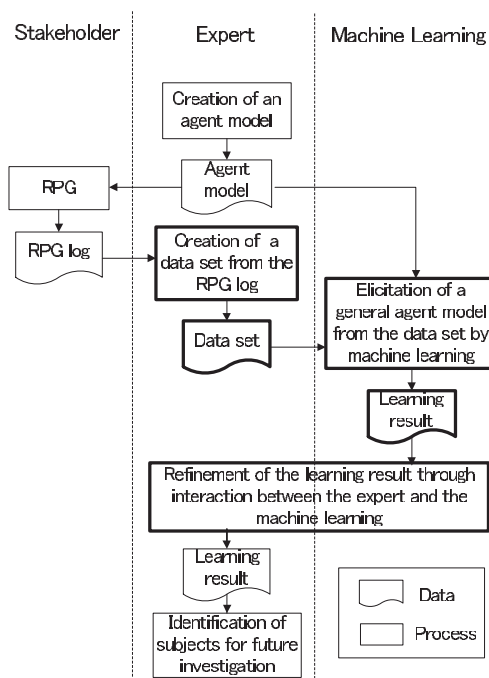 Stakeholder
Expert
Machine Learning
Creation of an
agent model
Agent
model
RPG
RPG log
Creation of a
data set from the
RPG log
Data set
Elicitation of a
general agent model
from the data set by
machine learning
Learning
result
Refinement of the learning result through
interaction between the expert and the
machine learning
Learning
result
Identification of
subjects for future
investigation
Data
Process